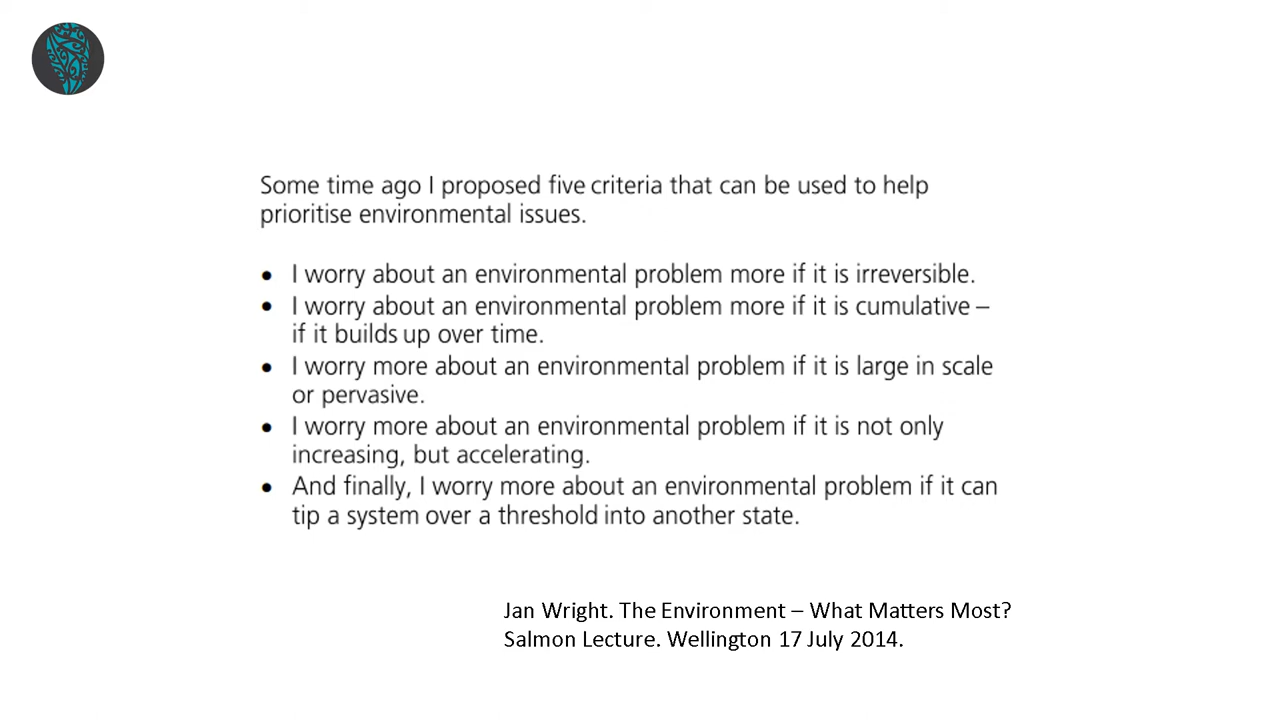 Some time ago I proposed five criteria that can be used to help
prioritise environmental issues.
• I worry about an environmental problem more if it is irreversible.
• I worry about an environmental problem more if it is cumulative –
if it builds up over time.
• I worry more about an environmental problem if it is large in scale
or pervasive.
• I worry more about an environmental problem if it is not only
increasing, but accelerating.
• And finally, I worry more about an environmental problem if it can
tip a system over a threshold into another state.
Jan Wright. The Environment – What Matters Most?
Salmon Lecture. Wellington 17 July 2014.